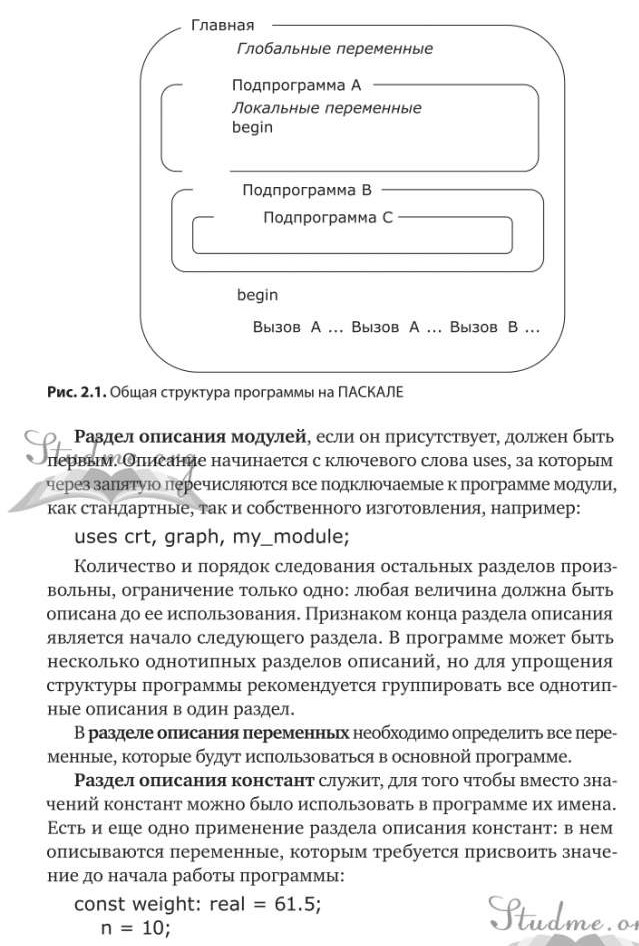 Главная
Глобальные переменные
Подпрограмма А
Локальные переменные
begin
Подпрограмма В
Подпрограмма С
begin
Вызов А ... Вызов А ... Вызов В ...
Рис. 2.1. Общая структура программы на ПАСКАЛЕ
Раздел описания модулей, если он присутствует, должен быть
первым. Описание начинается с ключевого слова uses, за которым
через запятую перечисляются все подключаемые к программе модули,
как стандартные, так и собственного изготовления, например:
uses crt, graph, my_module;
Количество и порядок следования остальных разделов произ-
вольны, ограничение только одно: любая величина должна быть
описана до ее использования. Признаком конца раздела описания
является начало следующего раздела. В программе может быть
несколько однотипных разделов описаний, но для упрощения
структуры программы рекомендуется группировать все однотип-
ные описания в один раздел.
В разделе описания переменных необходимо определить все пере-
менные, которые будут использоваться в основной программе.
Раздел описания констант служит, для того чтобы вместо зна-
чений констант можно было использовать в программе их имена.
Есть и еще одно применение раздела описания констант: в нем
описываются переменные, которым требуется присвоить значе-
ние до начала работы программы:
const weight: real = 61.5;
n = 10;
Studme.org
Studme.or